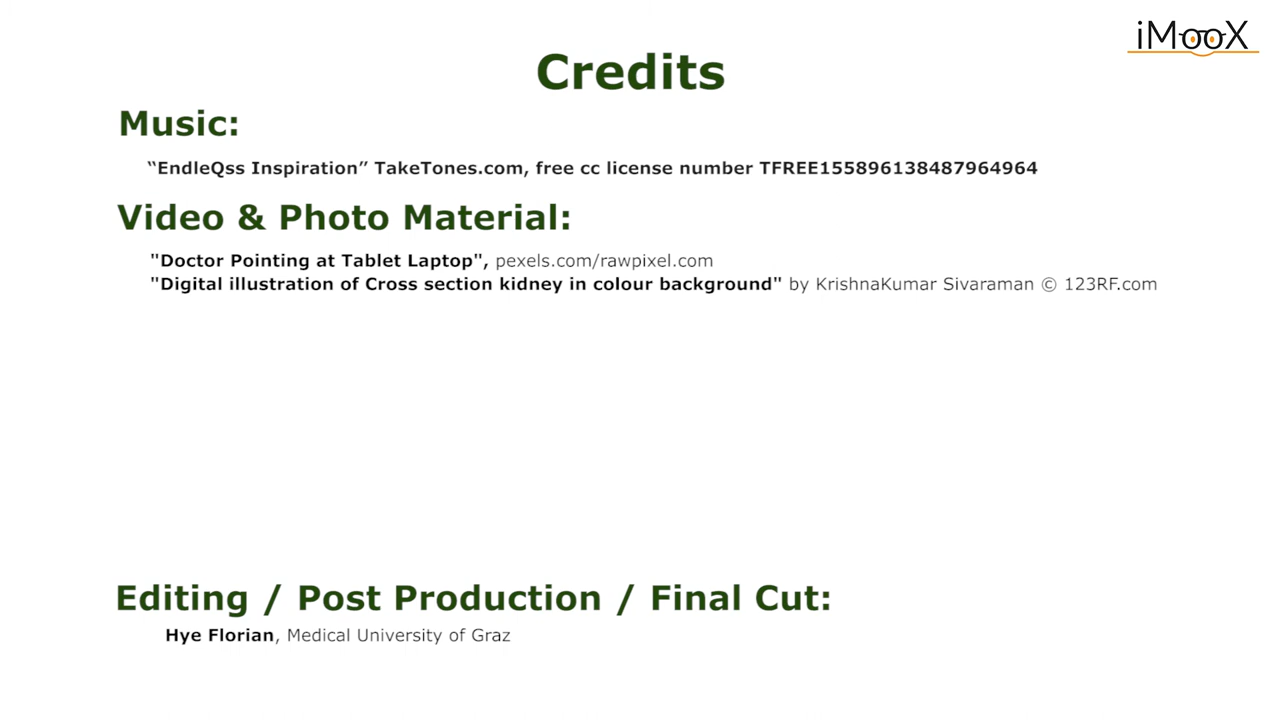 iMooX
Credits
Music:
“EndleQss Inspiration” TakeTones.com, free cc license number TFREE1558961384879649​64
Video & Photo Material:
"Doctor Pointing at Tablet Laptop", pexels.com/rawpixel.com
"Digital illustration of Cross section kidney in colour background" by KrishnaKumar Sivaraman © 123RF.com
Editing / Post Production / Final Cut:
Hye Florian, Medical University of Graz